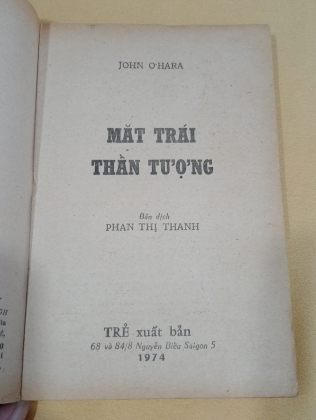 JOHN O'HARA
MẶT TRÁI
THẦN TƯỢNG
Bản dịch
PHAN THỊ THANH
TRẺ xuất bản
68 và 84/8 Nguyễn Biểu Saigon 5
1974